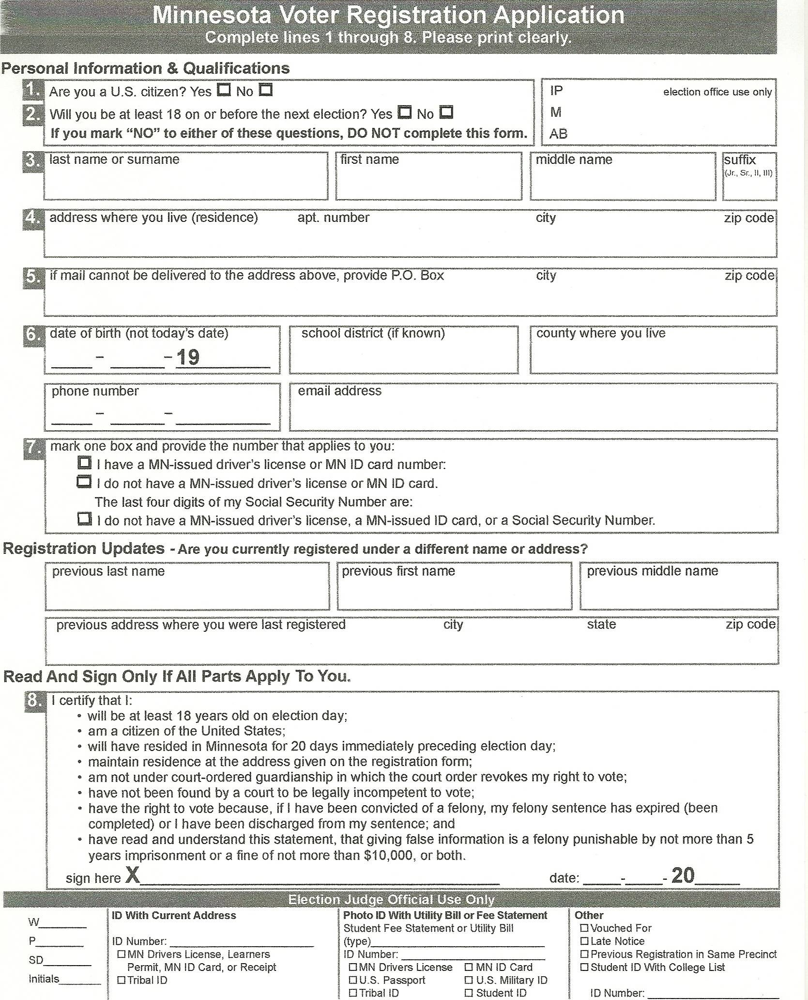 Minnesota Voter Registration Application
Complete lines 1 through 8. Please print clearly.
Personal Information & Qualifications
1. Are you a U.S. citizen? Yes ☐ No ☐
2. Will you be at least 18 on or before the next election? Yes ☐ No ☐
If you mark “NO” to either of these questions, DO NOT complete this form.
IP election office use only
M
AB
3. last name or surname first name middle name suffix
(Jr., Sr., II, III)
4. address where you live (residence) apt. number city zip code
5. if mail cannot be delivered to the address above, provide P.O. Box city zip code
6. date of birth (not today’s date) school district (if known) county where you live
____ - ____ - 19____
phone number email address
____ - ____ - ____
7. mark one box and provide the number that applies to you:
☐ I have a MN-issued driver’s license or MN ID card number:
☐ I do not have a MN-issued driver’s license or MN ID card.
The last four digits of my Social Security Number are:
☐ I do not have a MN-issued driver’s license, a MN-issued ID card, or a Social Security Number.
Registration Updates - Are you currently registered under a different name or address?
previous last name previous first name previous middle name
previous address where you were last registered city state zip code
Read And Sign Only If All Parts Apply To You.
8. I certify that I:
• will be at least 18 years old on election day;
• am a citizen of the United States;
• will have resided in Minnesota for 20 days immediately preceding election day;
• maintain residence at the address given on the registration form;
• am not under court-ordered guardianship in which the court order revokes my right to vote;
• have not been found by a court to be legally incompetent to vote;
• have the right to vote because, if I have been convicted of a felony, my felony sentence has expired (been
completed) or I have been discharged from my sentence; and
• have read and understand this statement, that giving false information is a felony punishable by not more than 5
years imprisonment or a fine of not more than $10,000, or both.
sign here X____ date: ____-____- 20____
Election Judge Official Use Only
W____
P____
SD____
Initials____
ID With Current Address
ID Number: ____
☐ MN Drivers License, Learners
Permit, MN ID Card, or Receipt
☐ Tribal ID
Photo ID With Utility Bill or Fee Statement
Student Fee Statement or Utility Bill
(type)____
ID Number: ____
☐ MN Drivers License ☐ MN ID Card
☐ U.S. Passport ☐ U.S. Military ID
☐ Tribal ID ☐ Student ID
Other
☐ Vouched For
☐ Late Notice
☐ Previous Registration in Same Precinct
☐ Student ID With College List
ID Number: ____